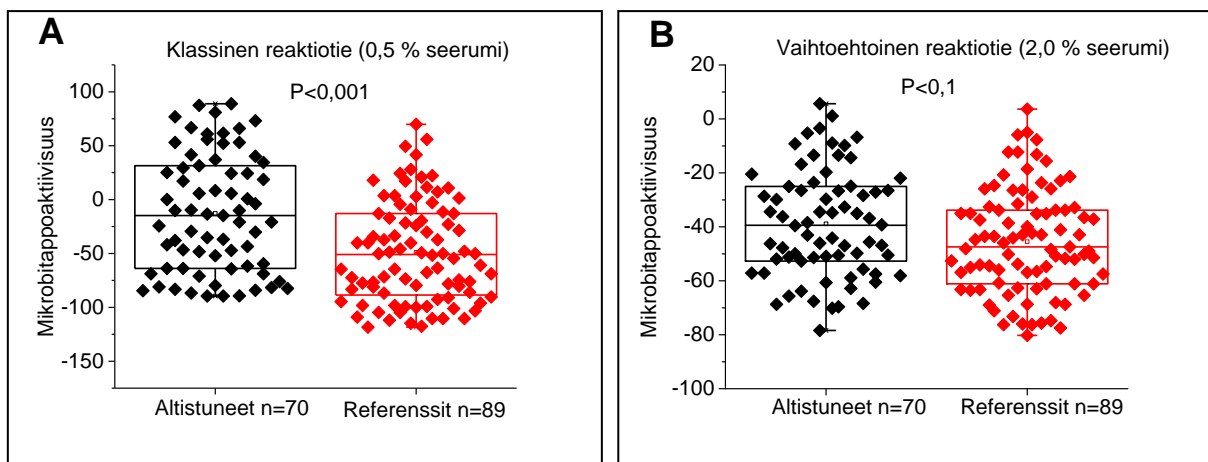 A
Klassinen reaktiotie (0,5 % seerumi)
P<0,001
Mikrobitappoaktiivisuus
100
50
0
-50
-100
-150
Altistuneet n=70
Referenssit n=89
B
Vaihtoehtoinen reaktiotie (2,0 % seerumi)
P<0,1
Mikrobitappoaktiivisuus
20
0
-20
-40
-60
-80
-100
Altistuneet n=70
Referenssit n=89